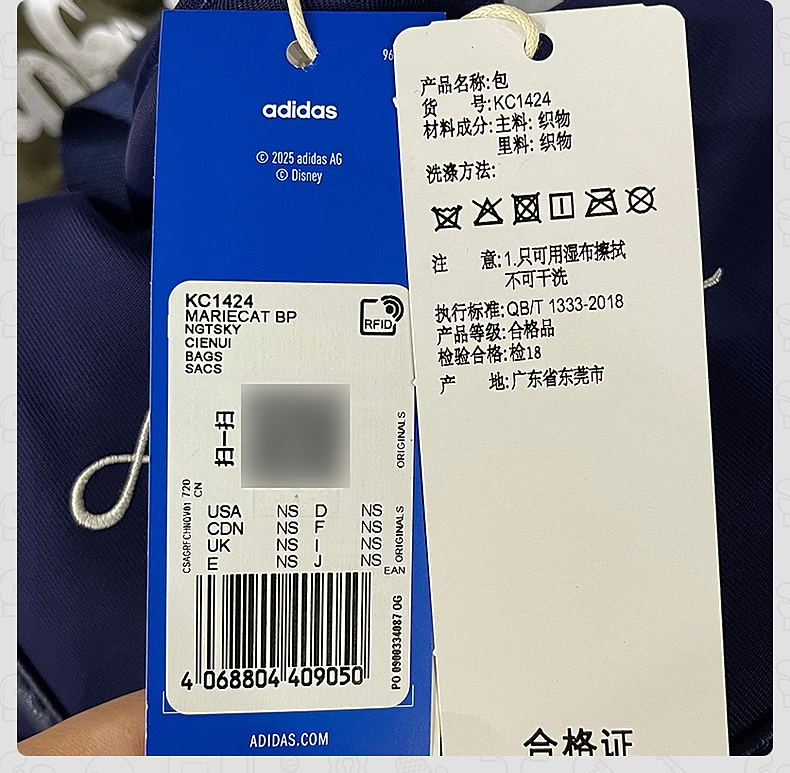 adidas
© 2025 adidas AG
© Disney
KC1424
MARIECAT BP
NGTSKY
CIENUI
BAGS
SACS
RFID
扫一扫
ORIGINALS
CSAGRFCHNQV01 720
CN
USA NS D NS
CDN NS F NS
UK NS I NS
E NS J NS
EAN ORIGINALS
4 068804 409050
PO 0900334087 OG
ADIDAS.COM
产品名称:包
货 号:KC1424
材料成分:主料: 织物
里料: 织物
洗涤方法:
注 意:1.只可用湿布擦拭
不可干洗
执行标准:QB/T 1333-2018
产品等级:合格品
检验合格:检18
产 地:广东省东莞市
合格证